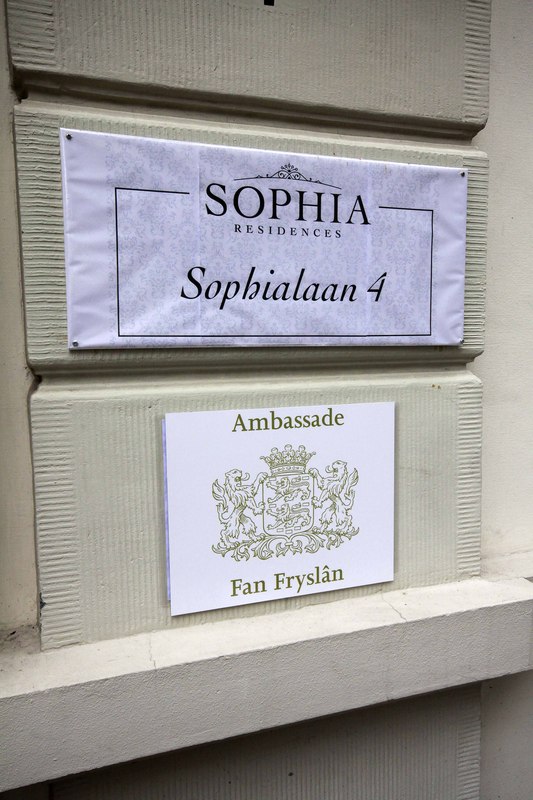 SOPHIA
RESIDENCES
Sophialaan 4
Ambassade
Fan Fryslân